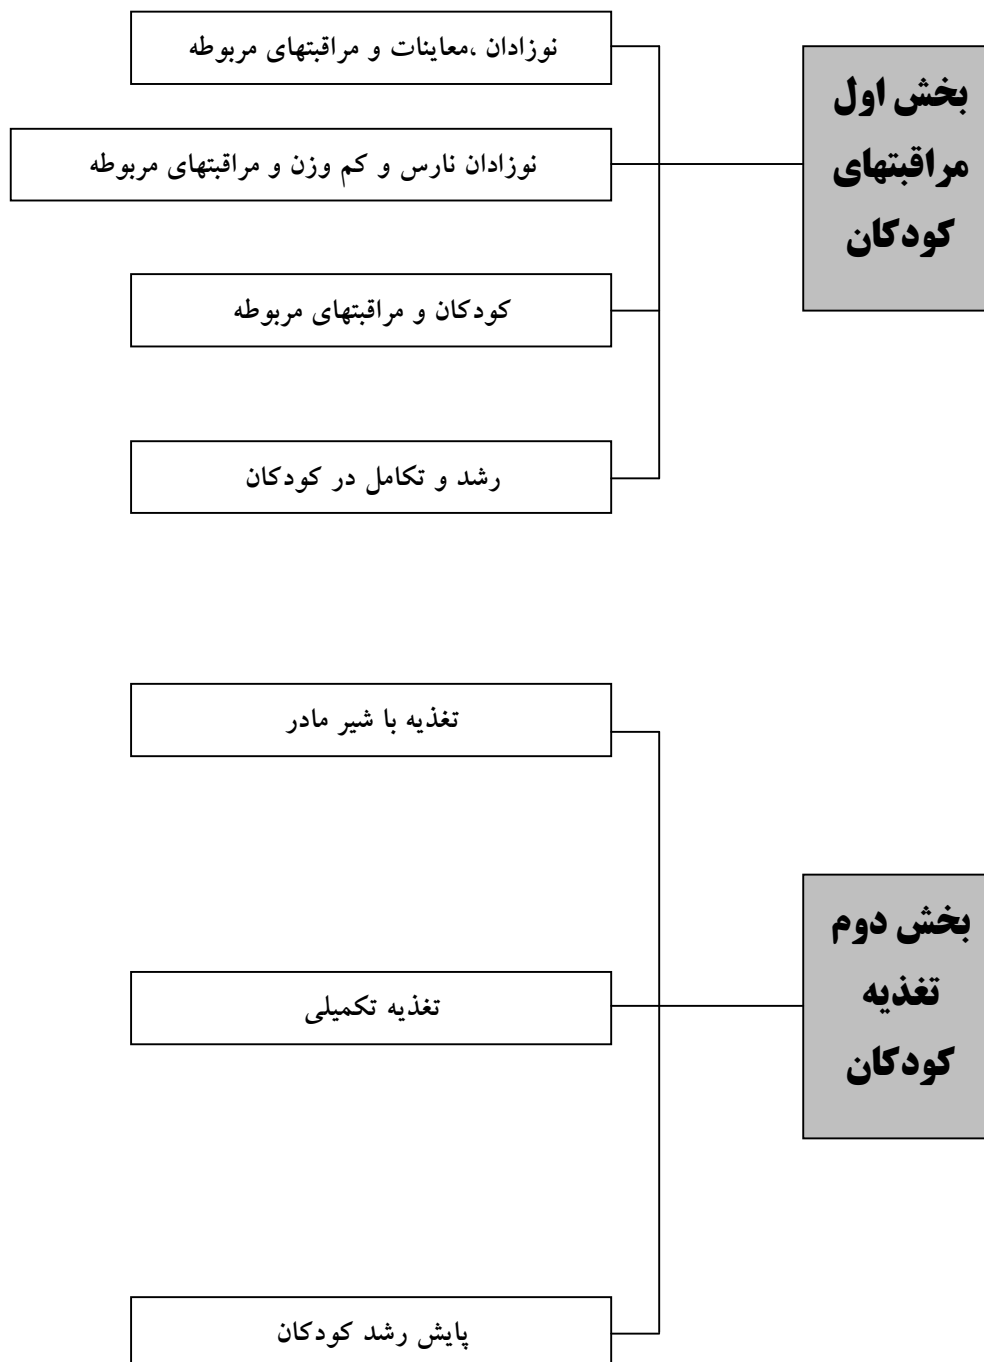 بخش اول
مراقبتهای
کودکان
نوزادان ،معاینات و مراقبتهای مربوطه
نوزادان نارس و کم وزن و مراقبتهای مربوطه
کودکان و مراقبتهای مربوطه
رشد و تکامل در کودکان
بخش دوم
تغذیه
کودکان
تغذیه با شیر مادر
تغذیه تکمیلی
پایش رشد کودکان